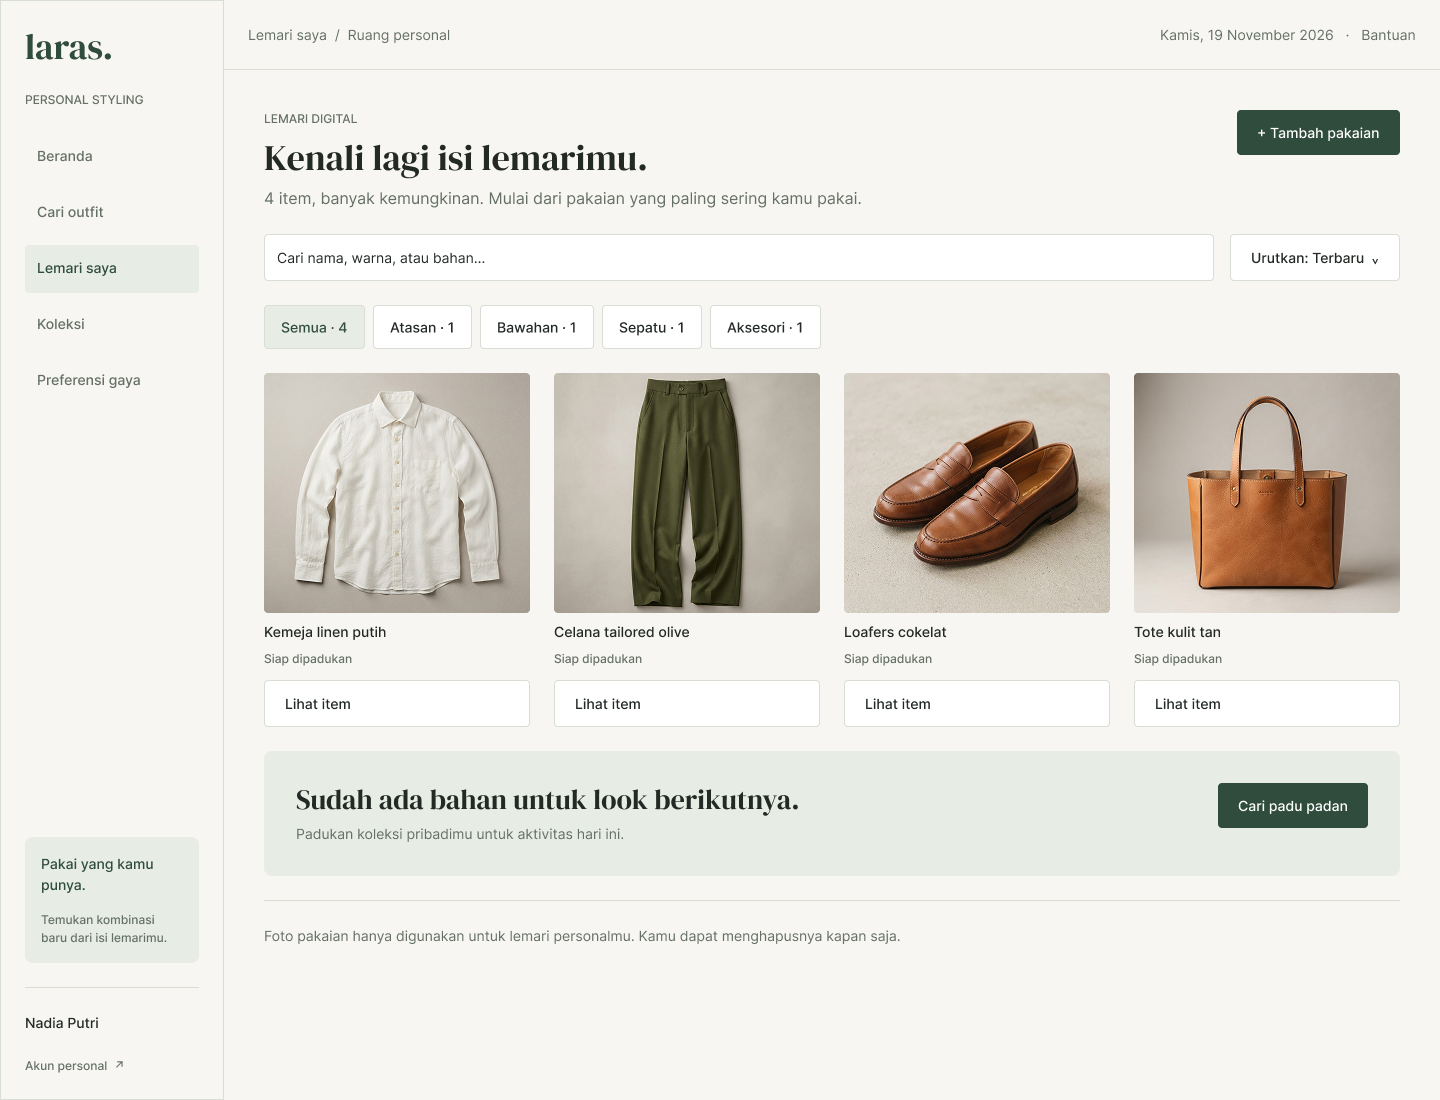 laras.
PERSONAL STYLING
Beranda
Cari outfit
Lemari saya
Koleksi
Preferensi gaya
Pakai yang kamu
punya.
Temukan kombinasi
baru dari isi lemarimu.
Nadia Putri
Akun personal ↗
Lemari saya / Ruang personal
Kamis, 19 November 2026 · Bantuan
LEMARI DIGITAL
Kenali lagi isi lemarimu.
4 item, banyak kemungkinan. Mulai dari pakaian yang paling sering kamu pakai.
+ Tambah pakaian
Cari nama, warna, atau bahan...
Urutkan: Terbaru
Semua · 4
Atasan · 1
Bawahan · 1
Sepatu · 1
Aksesori · 1
Kemeja linen putih
Siap dipadukan
Lihat item
Celana tailored olive
Siap dipadukan
Lihat item
Loafers cokelat
Siap dipadukan
Lihat item
Tote kulit tan
Siap dipadukan
Lihat item
Sudah ada bahan untuk look berikutnya.
Padukan koleksi pribadimu untuk aktivitas hari ini.
Cari padu padan
Foto pakaian hanya digunakan untuk lemari personalmu. Kamu dapat menghapusnya kapan saja.